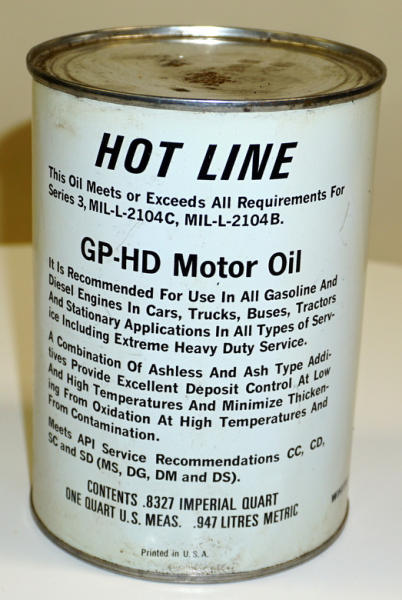 HOT LINE
This Oil Meets or Exceeds All Requirements For
Series 3, MIL-L-2104C, MIL-L-2104B.
GP-HD Motor Oil
It Is Recommended For Use In All Gasoline And
Diesel Engines In Cars, Trucks, Buses, Tractors
And Stationary Applications In All Types of Serv-
ice Including Extreme Heavy Duty Service.
A Combination Of Ashless And Ash Type Addi-
tives Provide Excellent Deposit Control At Low
And High Temperatures And Minimize Thicken-
ing From Oxidation At High Temperatures And
From Contamination.
Meets API Service Recommendations CC, CD,
SC and SD (MS, DG, DM and DS).
CONTENTS .8327 IMPERIAL QUART
ONE QUART U.S. MEAS. .947 LITRES METRIC
Printed in U.S.A.